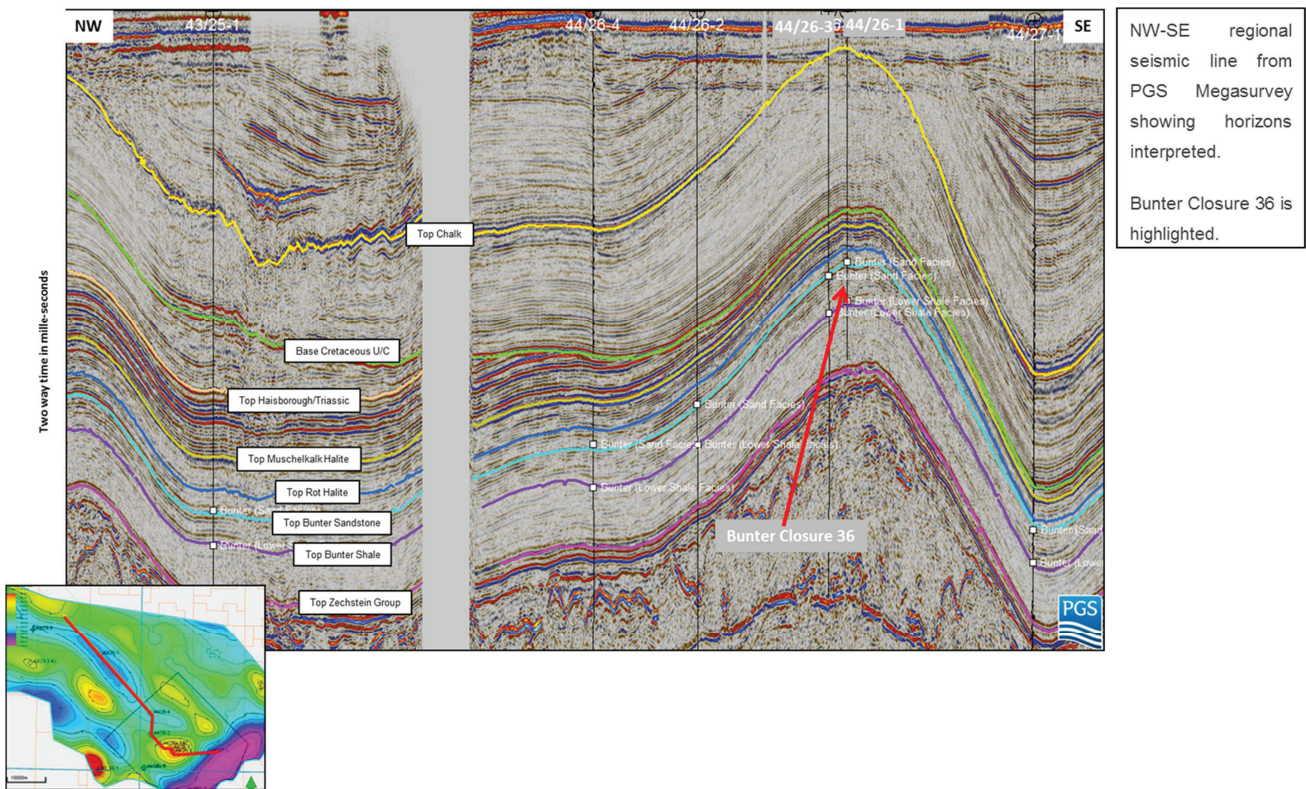 NW
43/25-1
44/26-4
44/26-2
44/26-3
44/26-1
44/27-1
SE
NW-SE regional
seismic line from
PGS Megasurvey
showing horizons
interpreted.
Bunter Closure 36 is
highlighted.
Two way time in mille-seconds
Top Chalk
Base Cretaceous U/C
Top Haisborough/Triassic
Top Muschelkalk Halite
Top Rot Halite
Top Bunter Sandstone
Top Bunter Shale
Top Zechstein Group
Bunter (Sand Facies)
Bunter (Sand Facies)
Bunter (Lower Shale Facies)
Bunter (Lower Shale Facies)
Bunter (Sand Facies)
Bunter (Sand Facies)
Bunter (Lower Shale Facies)
Bunter (Lower Shale Facies)
Bunter (Sand
Bunter (Lower
Bunter Closure 36
PGS
10000m